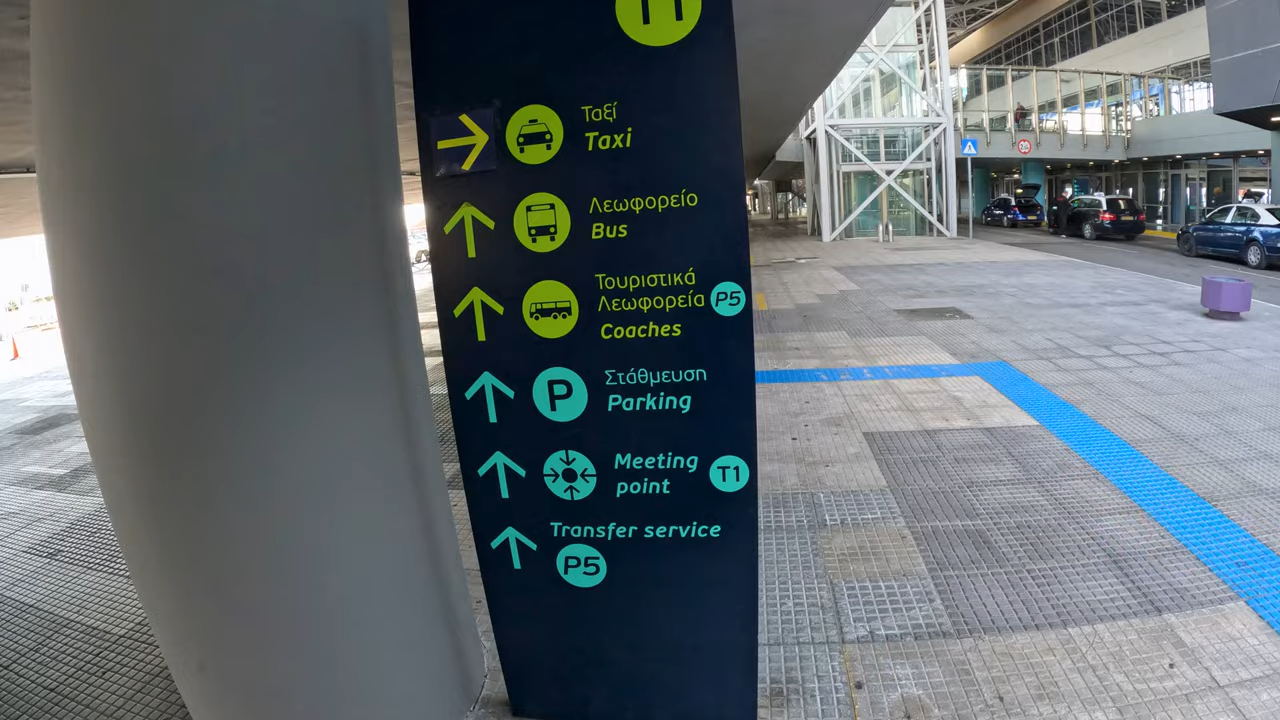 Ταξί
Taxi
Λεωφορείο
Bus
Τουριστικά
Λεωφορεία P5
Coaches
P Στάθμευση
Parking
Meeting T1
point
Transfer service
P5